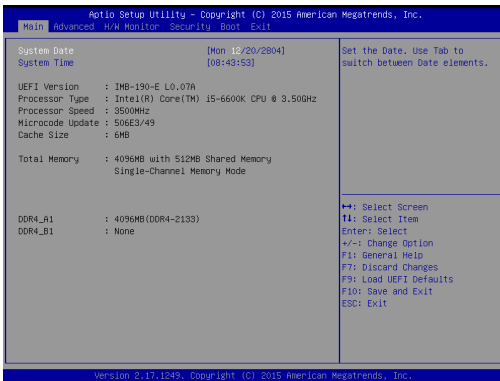 Aptio Setup Utility – Copyright (C) 2015 American Megatrends, Inc.
Main Advanced H/W Monitor Security Boot Exit
System Date [Mon 12/20/2804]
System Time [08:43:53]
UEFI Version : IMB-190-E L0.07A
Processor Type : Intel(R) Core(TM) i5-6600K CPU @ 3.50GHz
Processor Speed : 3500MHz
Microcode Update : 506E3/49
Cache Size : 6MB
Total Memory : 4096MB with 512MB Shared Memory
Single-Channel Memory Mode
DDR4_A1 : 4096MB(DDR4-2133)
DDR4_B1 : None
Set the Date. Use Tab to
switch between Date elements.
↔: Select Screen
↑↓: Select Item
Enter: Select
+/-: Change Option
F1: General Help
F7: Discard Changes
F9: Load UEFI Defaults
F10: Save and Exit
ESC: Exit
Version 2.17.1249. Copyright (C) 2015 American Megatrends, Inc.